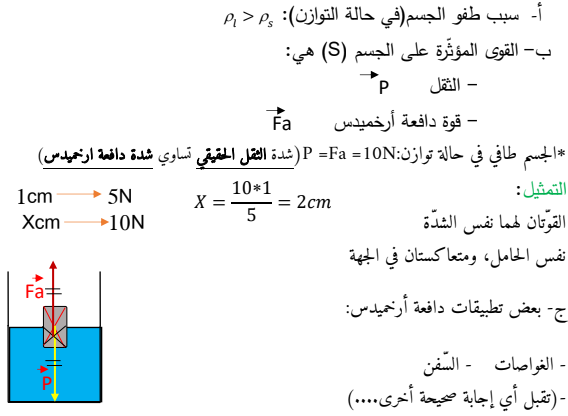 أ- سبب طفو الجسم(في حالة التوازن): ρₗ > ρₛ
ب- القوى المؤثّرة على الجسم (S) هي:
- الثقل P
- قوة دافعة أرخميدس Fa
*الجسم طافي في حالة توازن:P =Fa =10N(شدة الثقل الحقيقي تساوي شدة دافعة ارخميدس)
التمثيل:
1cm → 5N
Xcm → 10N
X = 10*1/5 = 2cm
القوّتان لهما نفس الشدّة
نفس الحامل، ومتعاكستان في الجهة
Fa
P
ج- بعض تطبيقات دافعة أرخميدس:
- الغواصات - السّفن
-(تقبل أي إجابة صحيحة أخرى....)